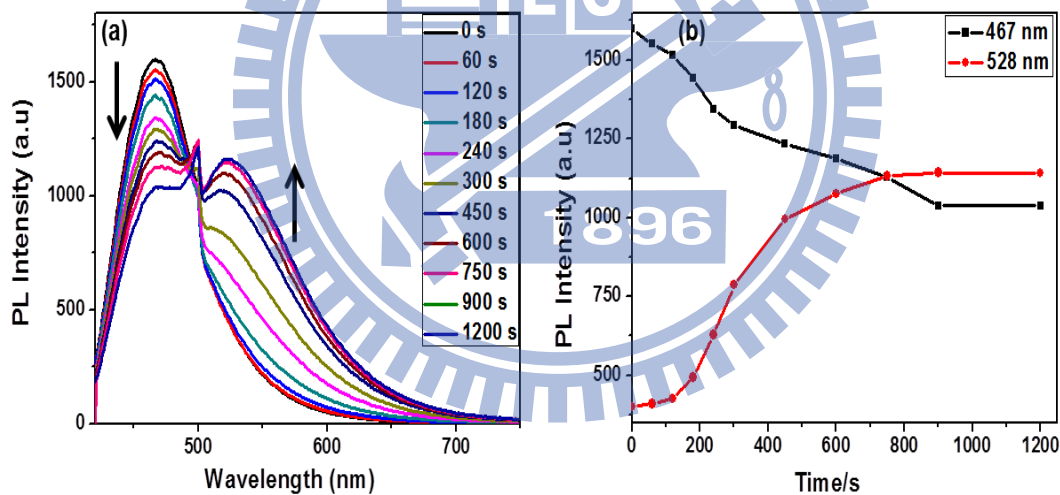 (a)
0 s
60 s
120 s
180 s
240 s
300 s
450 s
600 s
750 s
900 s
1200 s
PL Intensity (a.u)
1500
1000
500
0
500
600
700
Wavelength (nm)
(b)
467 nm
528 nm
PL Intensity (a.u)
1500
1250
1000
750
500
0
200
400
600
800
1000
1200
Time/s
1896